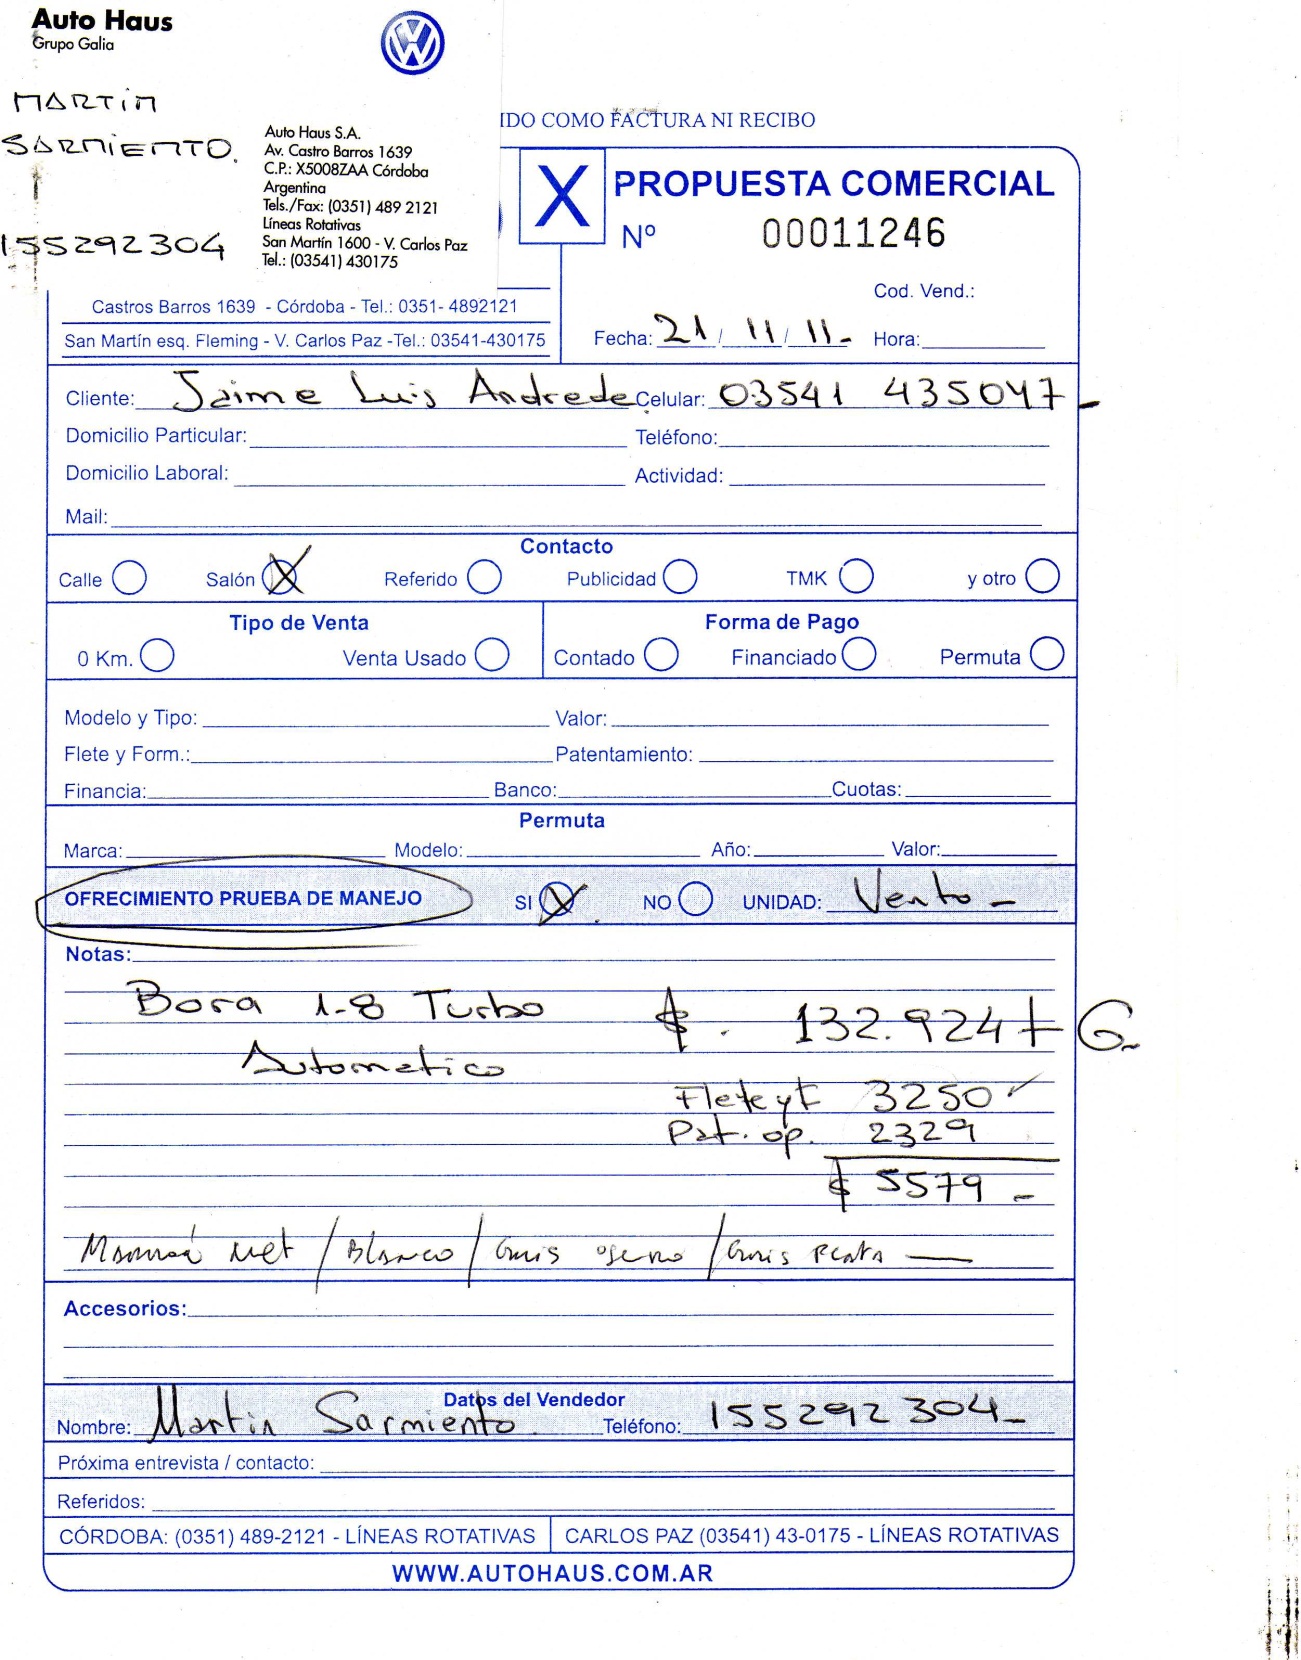 Auto Haus
Grupo Galia
MARTIN
SARMIENTO.
155292304
Auto Haus S.A.
Av. Castro Barros 1639
C.P.: X5008ZAA Córdoba
Argentina
Tels./Fax: (0351) 489 2121
Líneas Rotativas
San Martín 1600 - V. Carlos Paz
Tel.: (03541) 430175
IDO COMO FACTURA NI RECIBO
X PROPUESTA COMERCIAL
Nº 00011246
Cod. Vend.:
Castros Barros 1639 - Córdoba - Tel.: 0351- 4892121
San Martín esq. Fleming - V. Carlos Paz -Tel.: 03541-430175
Fecha: 21 / 11 / 11 - Hora:
Cliente: Jaime Luis Andrede Celular: 03541 435047 -
Domicilio Particular: Teléfono:
Domicilio Laboral: Actividad:
Mail:
Contacto
Calle Salón X Referido Publicidad TMK y otro
Tipo de Venta Forma de Pago
0 Km. Venta Usado Contado Financiado Permuta
Modelo y Tipo: Valor:
Flete y Form.: Patentamiento:
Financia: Banco: Cuotas:
Permuta
Marca: Modelo: Año: Valor:
OFRECIMIENTO PRUEBA DE MANEJO SI X NO UNIDAD: Vento -
Notas:
Bora 1-8 Turbo $. 132.924 + G.
Automatico
Flete yt 3250
Pat. op. 2329
$ 5579 -
met / Blanco / Gris oscuro / Gris Plata
Accesorios:
Datos del Vendedor
Nombre: Martin Sarmiento. Teléfono: 155292304-
Próxima entrevista / contacto:
Referidos:
CÓRDOBA: (0351) 489-2121 - LÍNEAS ROTATIVAS CARLOS PAZ (03541) 43-0175 - LÍNEAS ROTATIVAS
WWW.AUTOHAUS.COM.AR